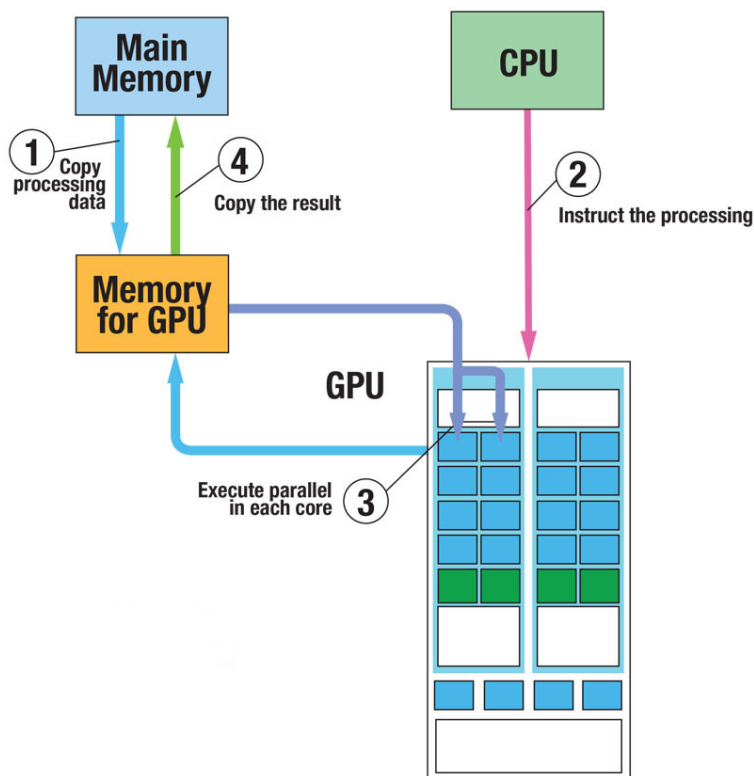 Main
Memory
CPU
1
Copy
processing
data
4
Copy the result
2
Instruct the processing
Memory
for GPU
GPU
Execute parallel
in each core
3